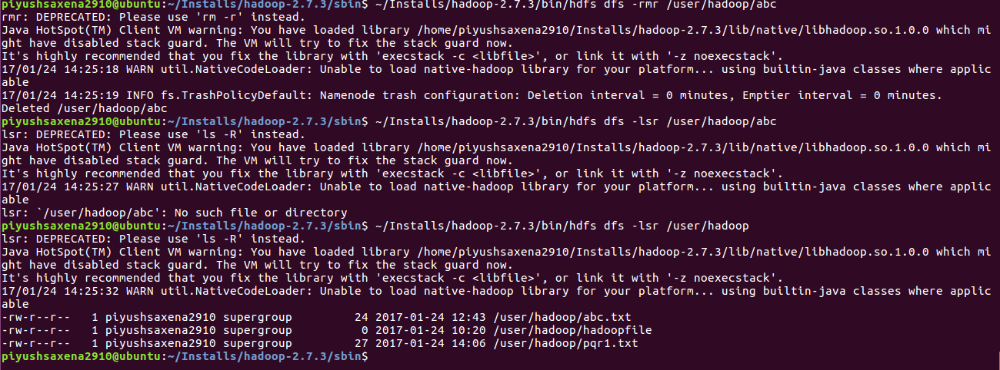 piyushsaxena2910@ubuntu:~/Installs/hadoop-2.7.3/sbin$ ~/Installs/hadoop-2.7.3/bin/hdfs dfs -rmr /user/hadoop/abc
rmr: DEPRECATED: Please use 'rm -r' instead.
Java HotSpot(TM) Client VM warning: You have loaded library /home/piyushsaxena2910/Installs/hadoop-2.7.3/lib/native/libhadoop.so.1.0.0 which mi
ght have disabled stack guard. The VM will try to fix the stack guard now.
It's highly recommended that you fix the library with 'execstack -c <libfile>', or link it with '-z noexecstack'.
17/01/24 14:25:18 WARN util.NativeCodeLoader: Unable to load native-hadoop library for your platform... using builtin-java classes where applic
able
17/01/24 14:25:19 INFO fs.TrashPolicyDefault: Namenode trash configuration: Deletion interval = 0 minutes, Emptier interval = 0 minutes.
Deleted /user/hadoop/abc
piyushsaxena2910@ubuntu:~/Installs/hadoop-2.7.3/sbin$ ~/Installs/hadoop-2.7.3/bin/hdfs dfs -lsr /user/hadoop/abc
lsr: DEPRECATED: Please use 'ls -R' instead.
Java HotSpot(TM) Client VM warning: You have loaded library /home/piyushsaxena2910/Installs/hadoop-2.7.3/lib/native/libhadoop.so.1.0.0 which mi
ght have disabled stack guard. The VM will try to fix the stack guard now.
It's highly recommended that you fix the library with 'execstack -c <libfile>', or link it with '-z noexecstack'.
17/01/24 14:25:27 WARN util.NativeCodeLoader: Unable to load native-hadoop library for your platform... using builtin-java classes where applic
able
lsr: `/user/hadoop/abc': No such file or directory
piyushsaxena2910@ubuntu:~/Installs/hadoop-2.7.3/sbin$ ~/Installs/hadoop-2.7.3/bin/hdfs dfs -lsr /user/hadoop
lsr: DEPRECATED: Please use 'ls -R' instead.
Java HotSpot(TM) Client VM warning: You have loaded library /home/piyushsaxena2910/Installs/hadoop-2.7.3/lib/native/libhadoop.so.1.0.0 which mi
ght have disabled stack guard. The VM will try to fix the stack guard now.
It's highly recommended that you fix the library with 'execstack -c <libfile>', or link it with '-z noexecstack'.
17/01/24 14:25:32 WARN util.NativeCodeLoader: Unable to load native-hadoop library for your platform... using builtin-java classes where applic
able
-rw-r--r--   1 piyushsaxena2910 supergroup         24 2017-01-24 12:43 /user/hadoop/abc.txt
-rw-r--r--   1 piyushsaxena2910 supergroup          0 2017-01-24 10:20 /user/hadoop/hadoopfile
-rw-r--r--   1 piyushsaxena2910 supergroup         27 2017-01-24 14:06 /user/hadoop/pqr1.txt
piyushsaxena2910@ubuntu:~/Installs/hadoop-2.7.3/sbin$